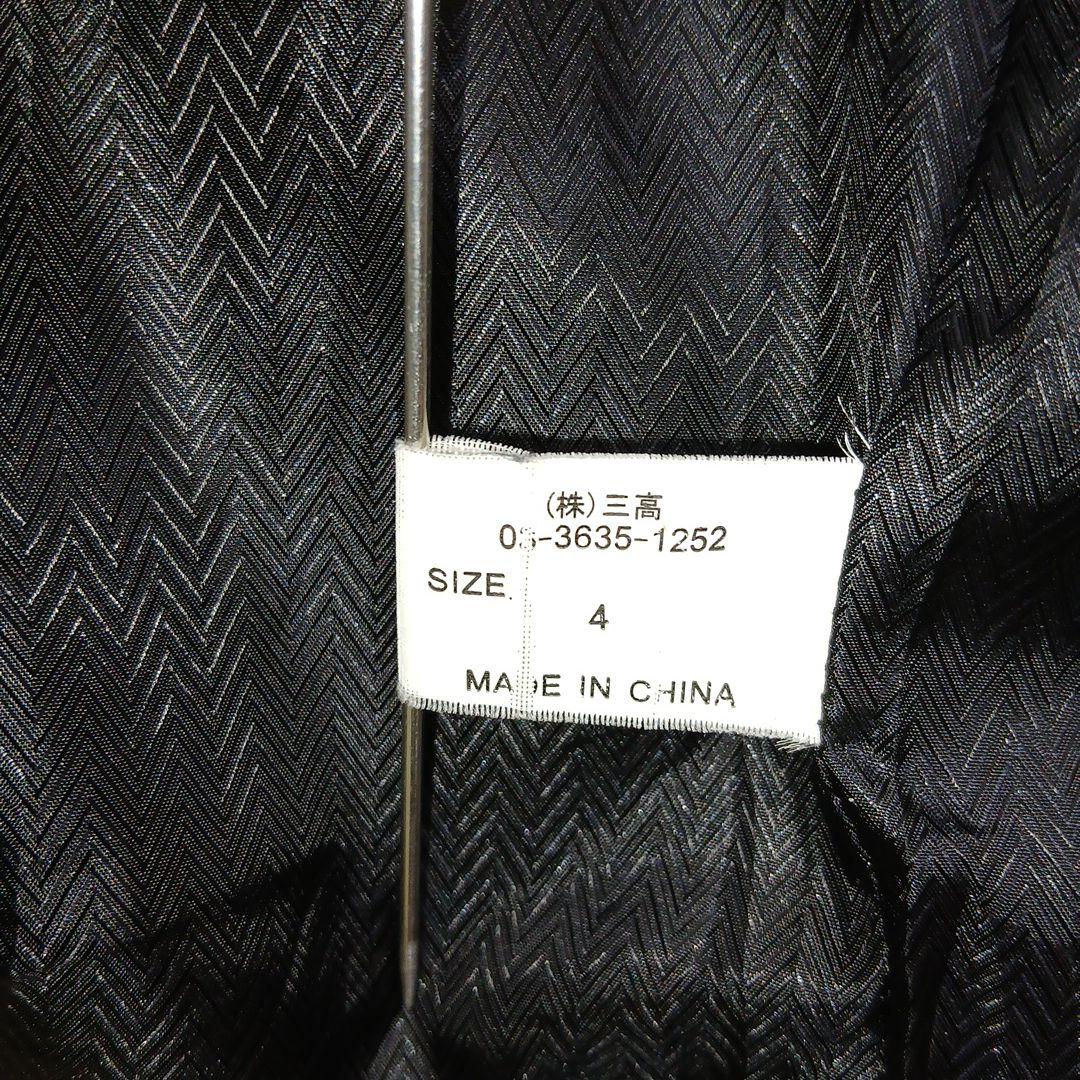 (株)三高
03-3635-1252
SIZE.
4
MADE IN CHINA